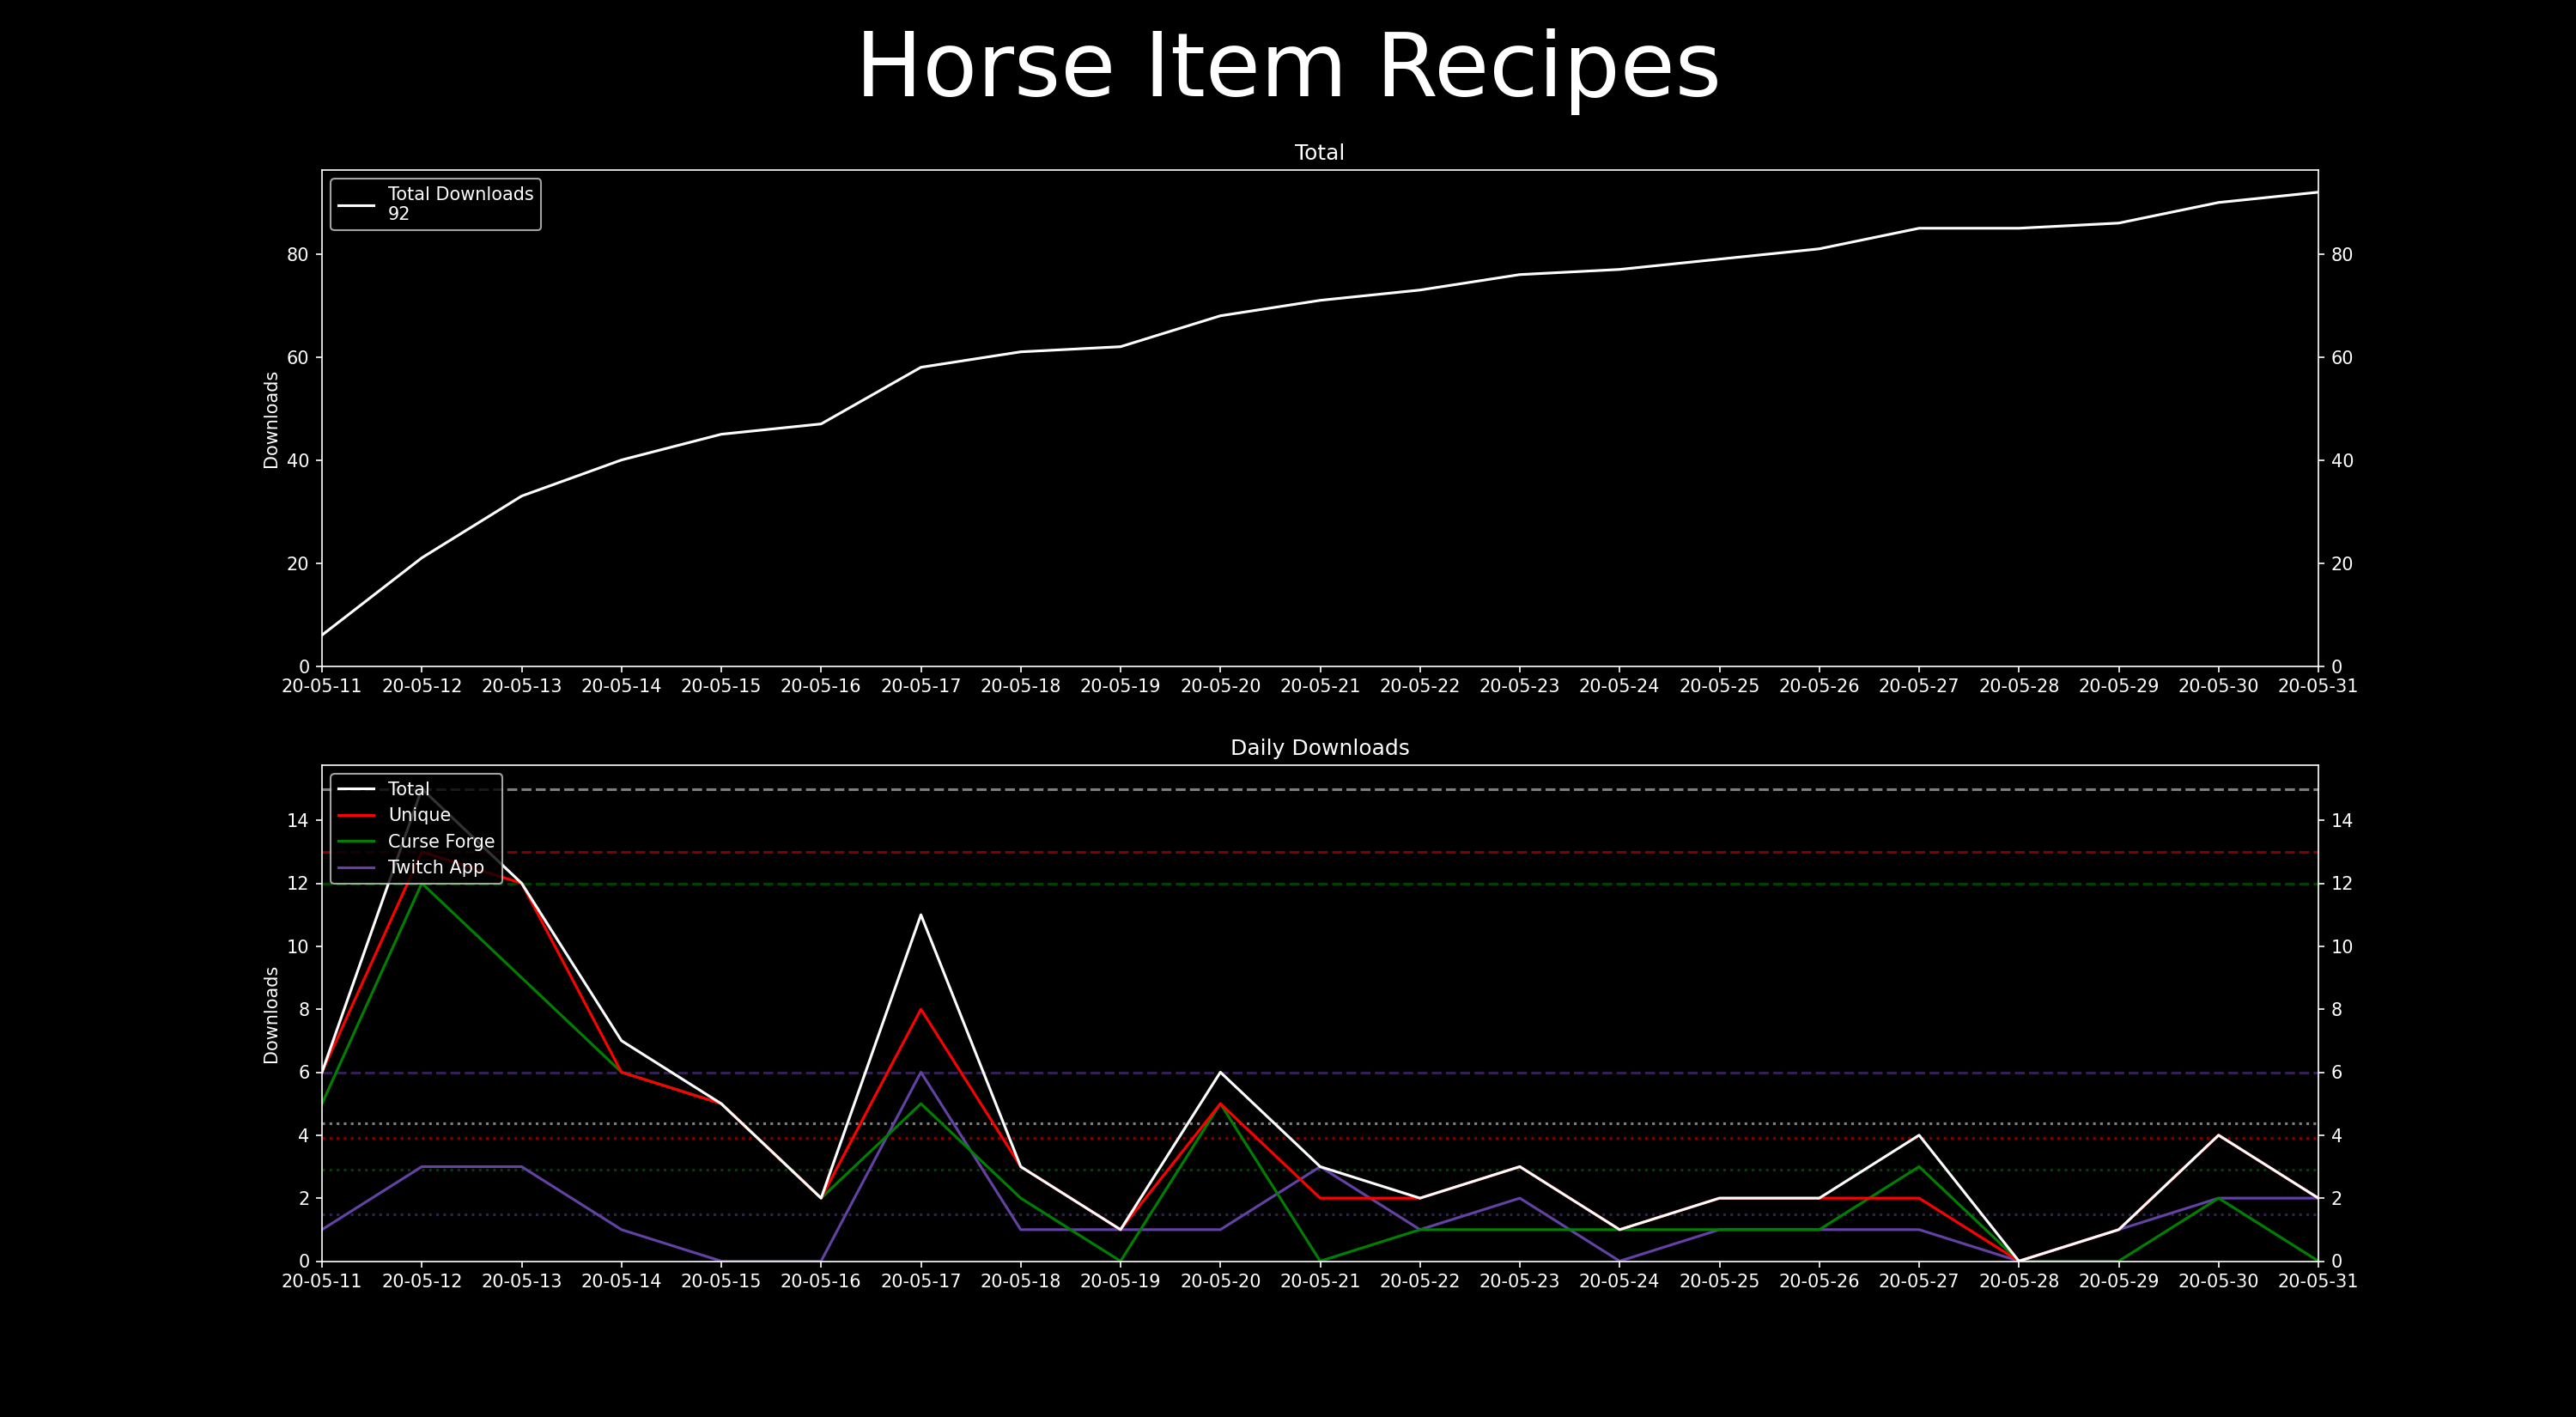 Horse Item Recipes
Total
Total Downloads
92
Downloads
80
60
40
20
0
80
60
40
20
0
20-05-11 20-05-12 20-05-13 20-05-14 20-05-15 20-05-16 20-05-17 20-05-18 20-05-19 20-05-20 20-05-21 20-05-22 20-05-23 20-05-24 20-05-25 20-05-26 20-05-27 20-05-28 20-05-29 20-05-30 20-05-31
Daily Downloads
Total
Unique
Curse Forge
Twitch App
Downloads
14
12
10
8
6
4
2
0
14
12
10
8
6
4
2
0
20-05-11 20-05-12 20-05-13 20-05-14 20-05-15 20-05-16 20-05-17 20-05-18 20-05-19 20-05-20 20-05-21 20-05-22 20-05-23 20-05-24 20-05-25 20-05-26 20-05-27 20-05-28 20-05-29 20-05-30 20-05-31